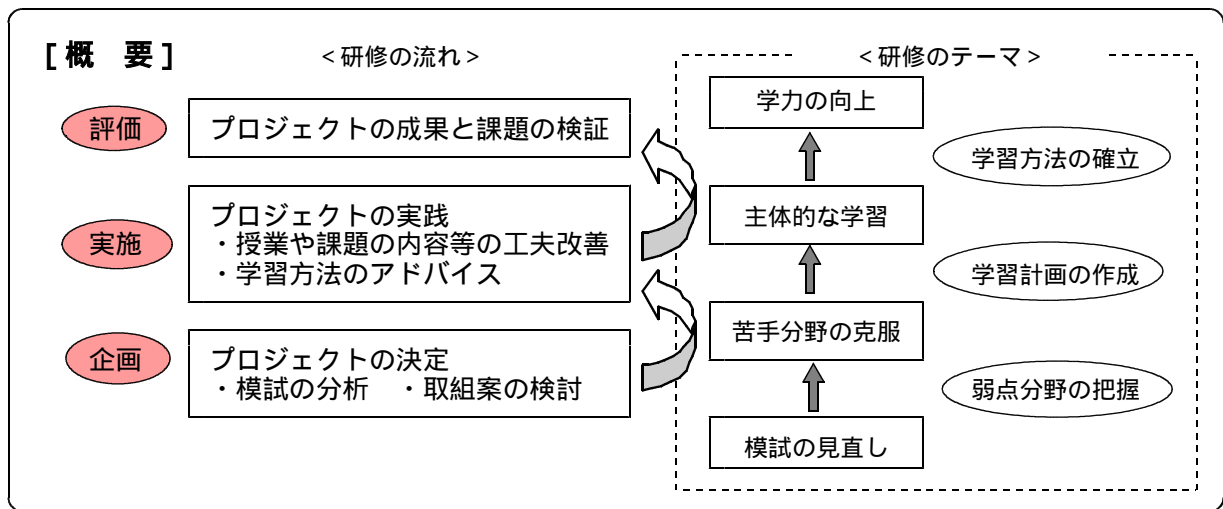 [概　要]
<研修の流れ>
評価
プロジェクトの成果と課題の検証
実施
プロジェクトの実践
・授業や課題の内容等の工夫改善
・学習方法のアドバイス
企画
プロジェクトの決定
・模試の分析　・取組案の検討
<研修のテーマ>
学力の向上
学習方法の確立
主体的な学習
学習計画の作成
苦手分野の克服
弱点分野の把握
模試の見直し